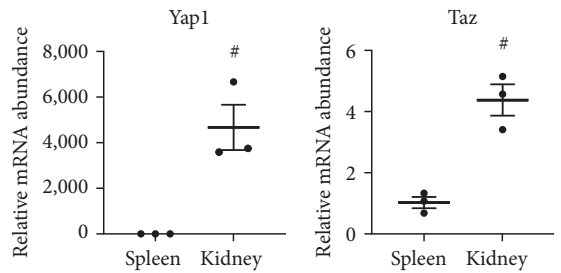 Yap1
Relative mRNA abundance
8,000
6,000
4,000
2,000
0
#
Spleen
Kidney
Taz
Relative mRNA abundance
6
4
2
0
#
Spleen
Kidney